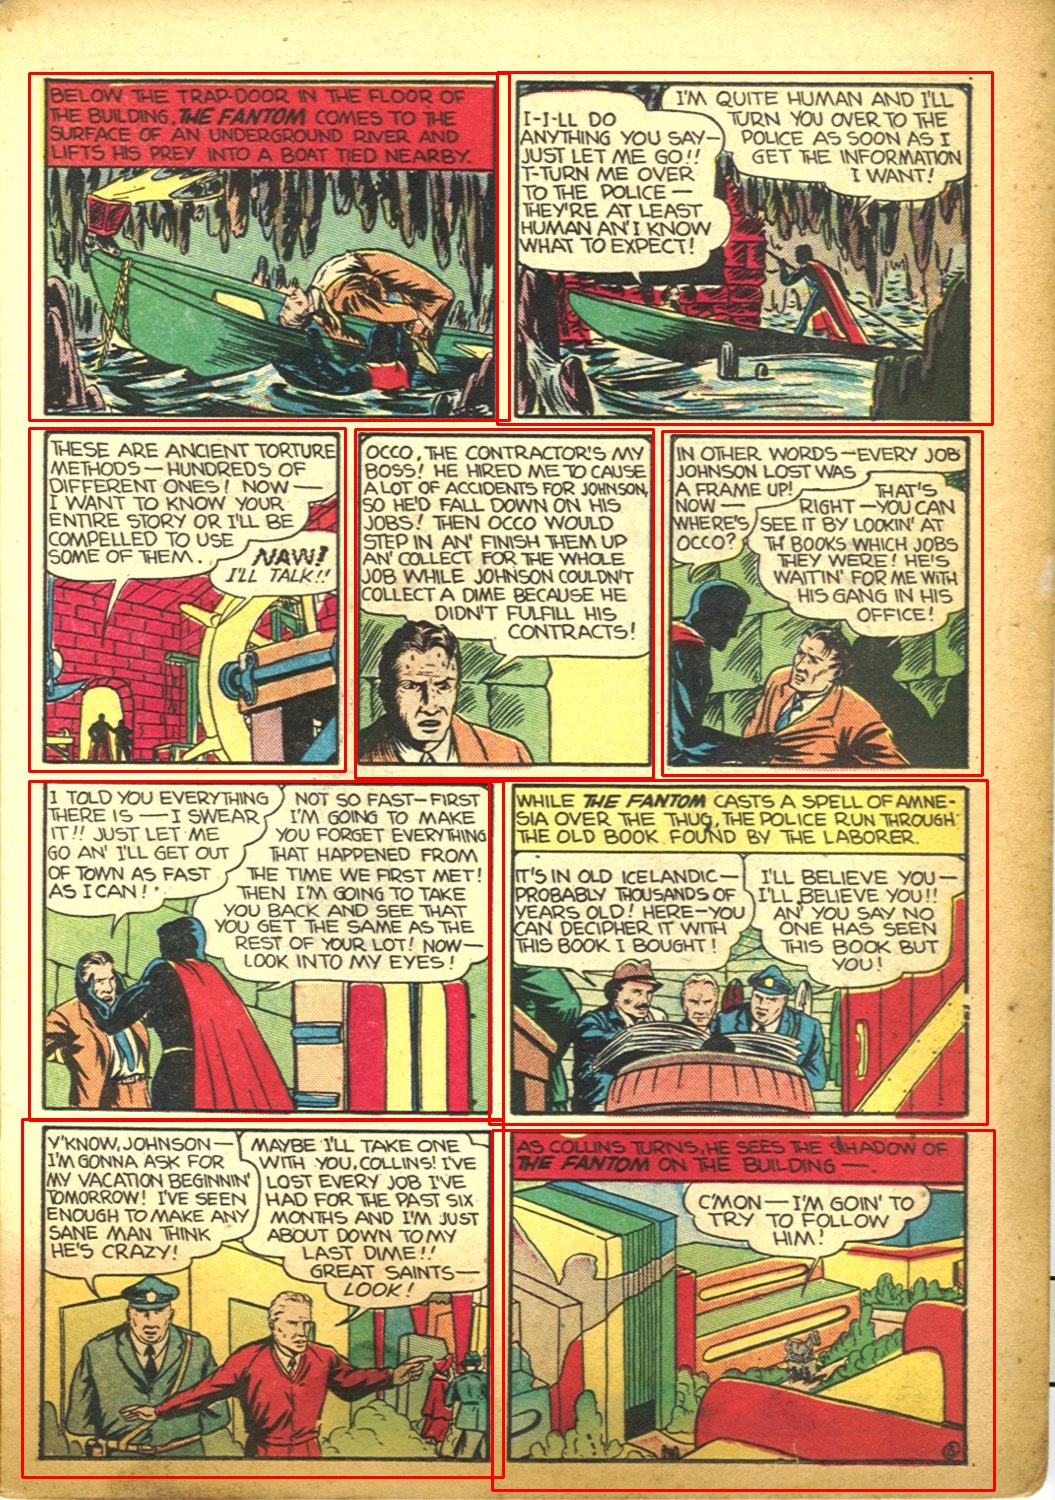 BELOW THE TRAP-DOOR IN THE FLOOR OF
THE BUILDING, THE FANTOM COMES TO THE
SURFACE OF AN UNDERGROUND RIVER AND
LIFTS HIS PREY INTO A BOAT TIED NEARBY.
I-I-LL DO
ANYTHING YOU SAY—
JUST LET ME GO!!
T-TURN ME OVER
TO THE POLICE —
THEY'RE AT LEAST
HUMAN AN' I KNOW
WHAT TO EXPECT!
I'M QUITE HUMAN AND I'LL
TURN YOU OVER TO THE
POLICE AS SOON AS I
GET THE INFORMATION
I WANT!
THESE ARE ANCIENT TORTURE
METHODS — HUNDREDS OF
DIFFERENT ONES! NOW —
I WANT TO KNOW YOUR
ENTIRE STORY OR I'LL BE
COMPELLED TO USE
SOME OF THEM.
NAW!
I'LL TALK!!
OCCO, THE CONTRACTOR'S MY
BOSS! HE HIRED ME TO CAUSE
A LOT OF ACCIDENTS FOR JOHNSON,
SO HE'D FALL DOWN ON HIS
JOBS! THEN OCCO WOULD
STEP IN AN' FINISH THEM UP
AN' COLLECT FOR THE WHOLE
JOB WHILE JOHNSON COULDN'T
COLLECT A DIME BECAUSE HE
DIDN'T FULFILL HIS
CONTRACTS!
IN OTHER WORDS—EVERY JOB
JOHNSON LOST WAS
A FRAME UP!
NOW —
WHERE'S
OCCO?
THAT'S
RIGHT—YOU CAN
SEE IT BY LOOKIN' AT
TH' BOOKS WHICH JOBS
THEY WERE! HE'S
WAITIN' FOR ME WITH
HIS GANG IN HIS
OFFICE!
I TOLD YOU EVERYTHING
THERE IS — I SWEAR
IT!! JUST LET ME
GO AN' I'LL GET OUT
OF TOWN AS FAST
AS I CAN!
NOT SO FAST—FIRST
I'M GOING TO MAKE
YOU FORGET EVERYTHING
THAT HAPPENED FROM
THE TIME WE FIRST MET!
THEN I'M GOING TO TAKE
YOU BACK AND SEE THAT
YOU GET THE SAME AS THE
REST OF YOUR LOT! NOW—
LOOK INTO MY EYES!
WHILE THE FANTOM CASTS A SPELL OF AMNE-
SIA OVER THE THUG, THE POLICE RUN THROUGH
THE OLD BOOK FOUND BY THE LABORER.
IT'S IN OLD ICELANDIC—
PROBABLY THOUSANDS OF
YEARS OLD! HERE—YOU
CAN DECIPHER IT WITH
THIS BOOK I BOUGHT!
I'LL BELIEVE YOU—
I'LL BELIEVE YOU!!
AN' YOU SAY NO
ONE HAS SEEN
THIS BOOK BUT
YOU!
Y'KNOW, JOHNSON—
I'M GONNA ASK FOR
MY VACATION BEGINNIN'
TOMORROW! I'VE SEEN
ENOUGH TO MAKE ANY
SANE MAN THINK
HE'S CRAZY!
MAYBE I'LL TAKE ONE
WITH YOU, COLLINS! I'VE
LOST EVERY JOB I'VE
HAD FOR THE PAST SIX
MONTHS AND I'M JUST
ABOUT DOWN TO MY
LAST DIME!!
GREAT SAINTS—
LOOK!
AS COLLINS TURNS, HE SEES THE SHADOW OF
THE FANTOM ON THE BUILDING —.
C'MON — I'M GOIN' TO
TRY TO FOLLOW
HIM!